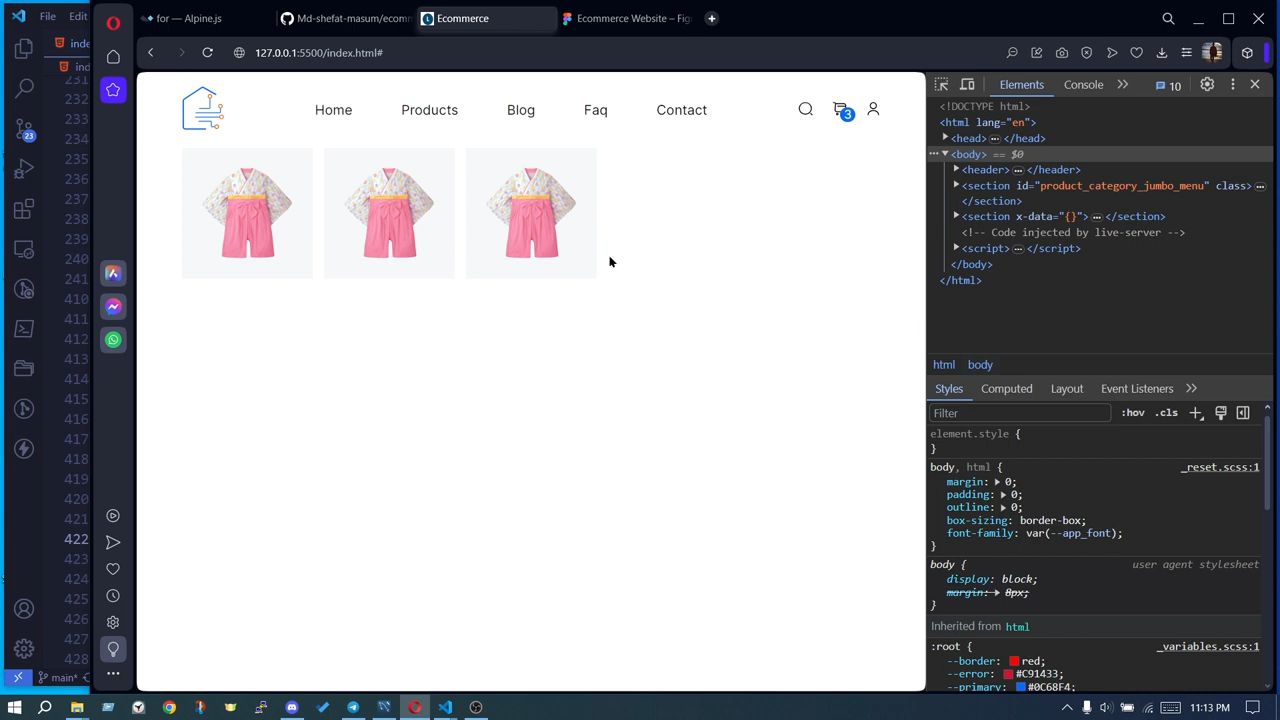 File Edit
for — Alpine.js
Md-shefat-masum/ecomm
Ecommerce
Ecommerce Website – Fig
127.0.0.1:5500/index.html#
inde
ind
231
232
233
234
235
236
237
238
239
240
241
410
411
412
413
414
415
416
417
418
419
420
421
422
423
424
425
426
427
428
23
main*
Home
Products
Blog
Faq
Contact
3
Elements
Console
10
<!DOCTYPE html>
<html lang="en">
<head> </head>
<body> == $0
<header> </header>
<section id="product_category_jumbo_menu" class>
</section>
<section x-data="{}"> </section>
<!-- Code injected by live-server -->
<script> </script>
</body>
</html>
html body
Styles
Computed
Layout
Event Listeners
Filter
:hov .cls
element.style {
}
body, html { _reset.scss:1
margin: 0;
padding: 0;
outline: 0;
box-sizing: border-box;
font-family: var(--app_font);
}
body { user agent stylesheet
display: block;
margin: 8px;
}
Inherited from html
:root { _variables.scss:1
--border: red;
--error: #C91433;
--primary: #0C68F4;
11:13 PM